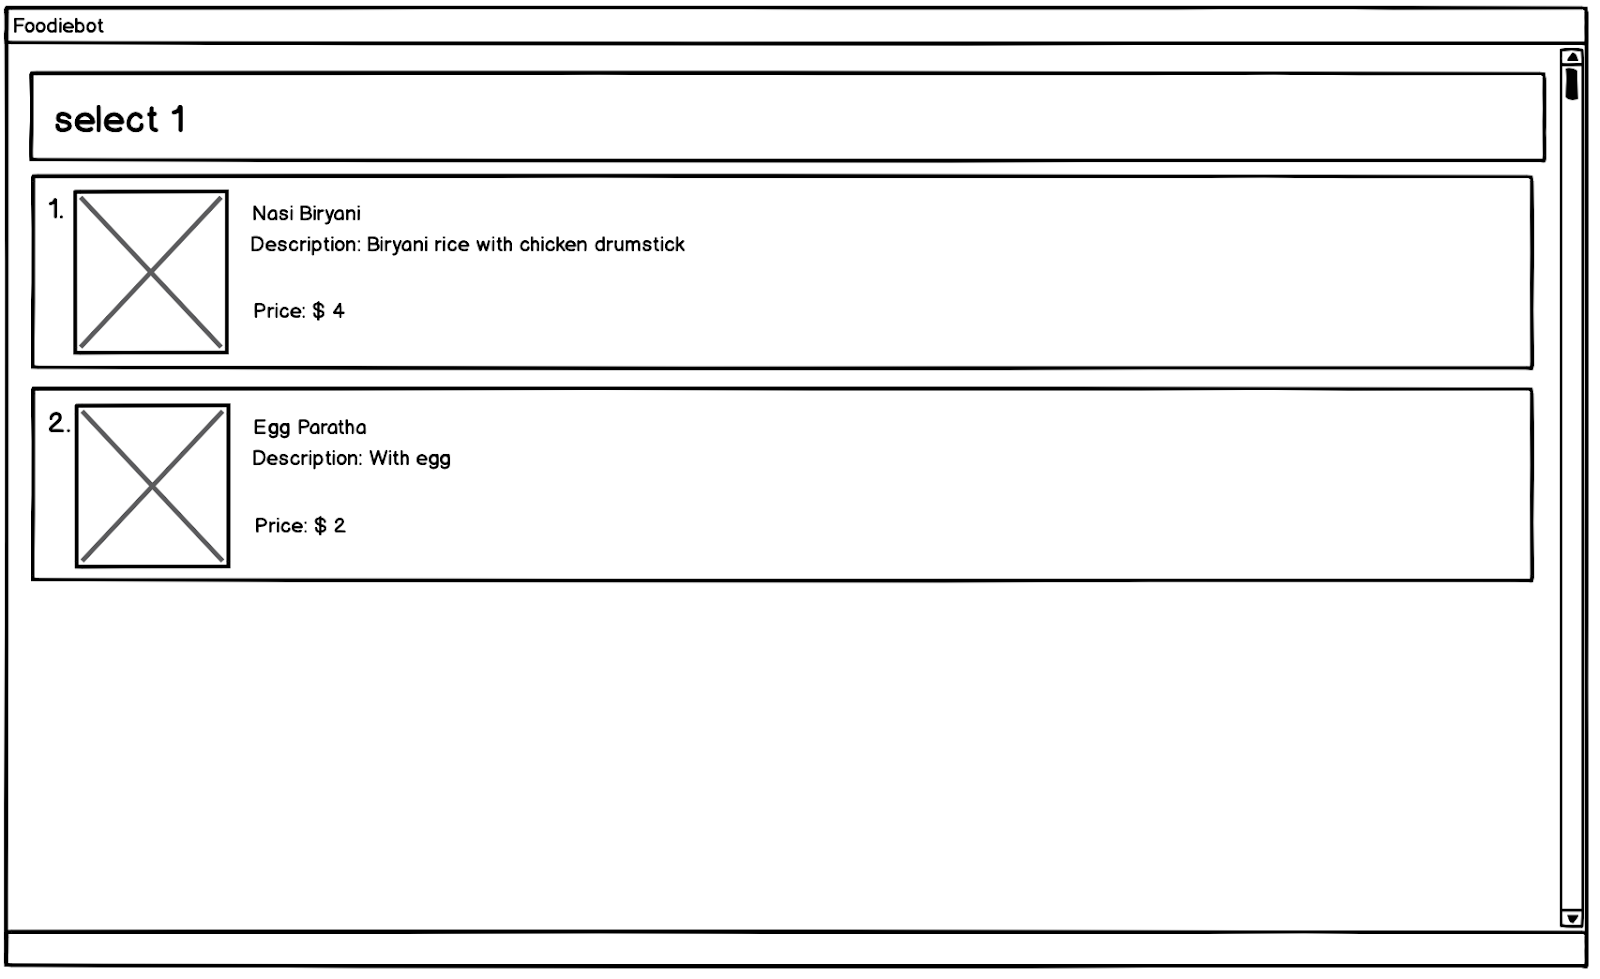 Foodiebot
select 1
1.
Nasi Biryani
Description: Biryani rice with chicken drumstick
Price: $ 4
2.
Egg Paratha
Description: With egg
Price: $ 2